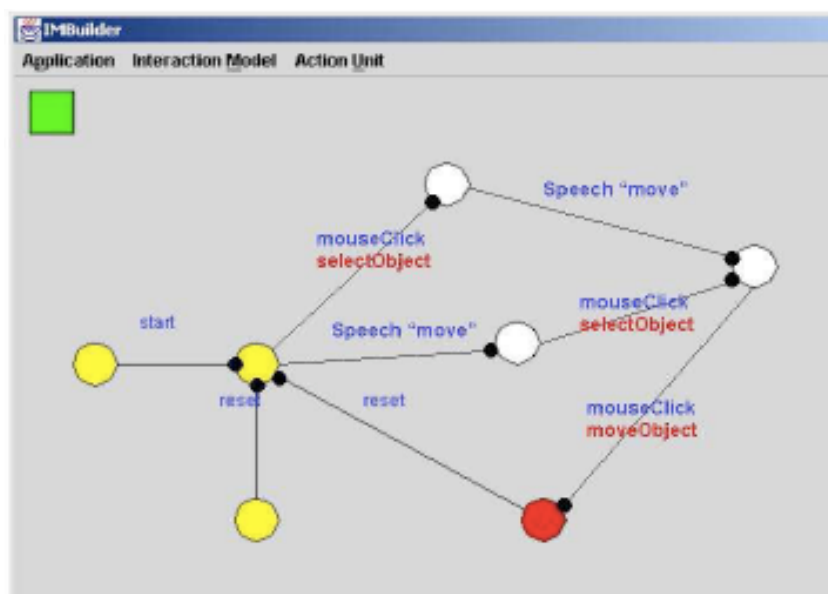 IMBuilder
Application Interaction Model Action Unit
Speech “move”
mouseClick
selectObject
mouseClick
selectObject
start
Speech “move”
reset
reset
mouseClick
moveObject